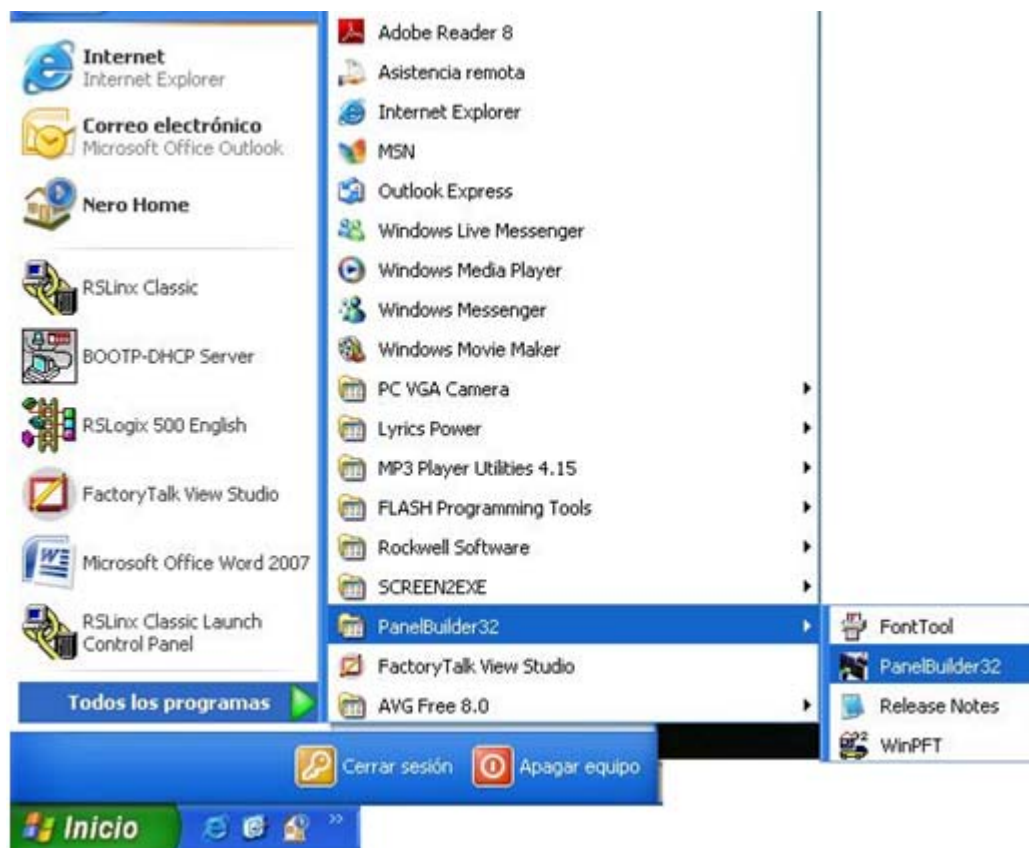 Internet
Internet Explorer
Correo electrónico
Microsoft Office Outlook
Nero Home
RSLinx Classic
BOOTP-DHCP Server
RSLogix 500 English
FactoryTalk View Studio
Microsoft Office Word 2007
RSLinx Classic Launch
Control Panel
Todos los programas
Adobe Reader 8
Asistencia remota
Internet Explorer
MSN
Outlook Express
Windows Live Messenger
Windows Media Player
Windows Messenger
Windows Movie Maker
PC VGA Camera
Lyrics Power
MP3 Player Utilities 4.15
FLASH Programming Tools
Rockwell Software
SCREEN2EXE
PanelBuilder32
FactoryTalk View Studio
AVG Free 8.0
FontTool
PanelBuilder32
Release Notes
WinPFT
Cerrar sesión
Apagar equipo
Inicio